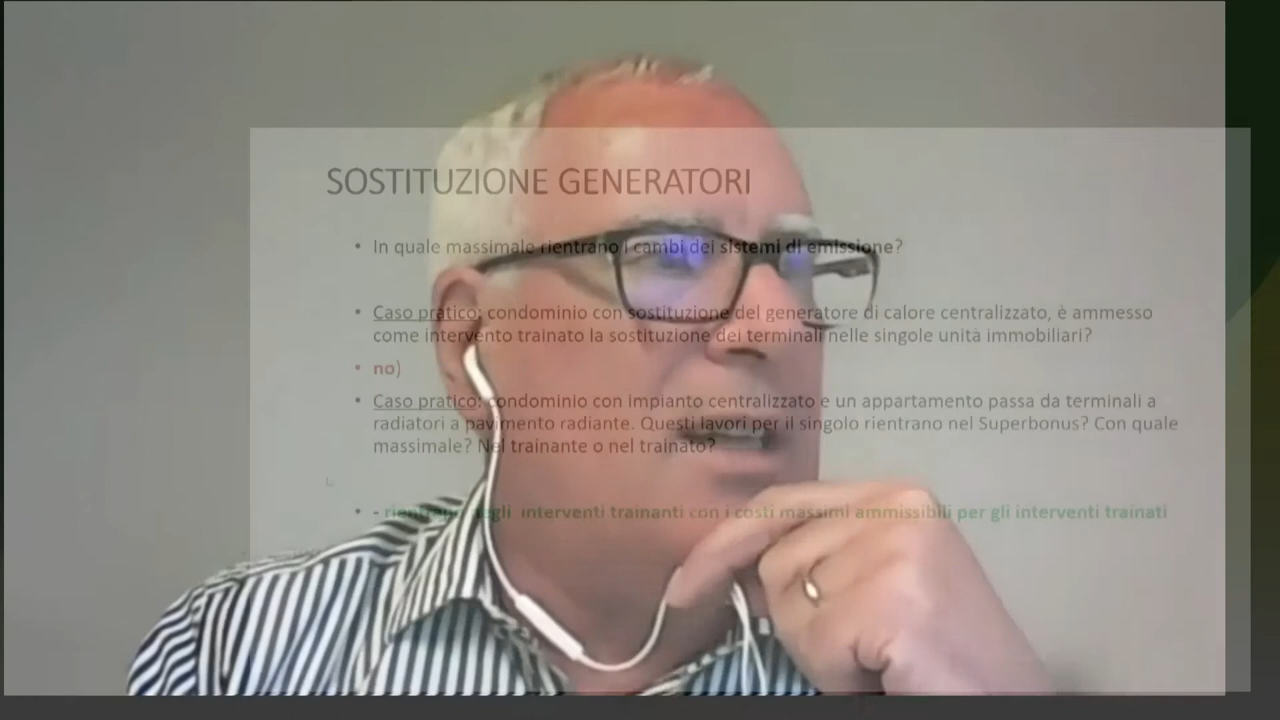 SOSTITUZIONE GENERATORI
• In quale massimale rientrano i cambi dei sistemi di emissione?
• Caso pratico: condominio con sostituzione del generatore di calore centralizzato, è ammesso
come intervento trainato la sostituzione dei terminali nelle singole unità immobiliari?
• no)
• Caso pratico: condominio con impianto centralizzato e un appartamento passa da terminali a
radiatori a pavimento radiante. Questi lavori per il singolo rientrano nel Superbonus? Con quale
massimale? Nel trainante o nel trainato?
• - rientrano negli interventi trainanti con i costi massimi ammissibili per gli interventi trainati